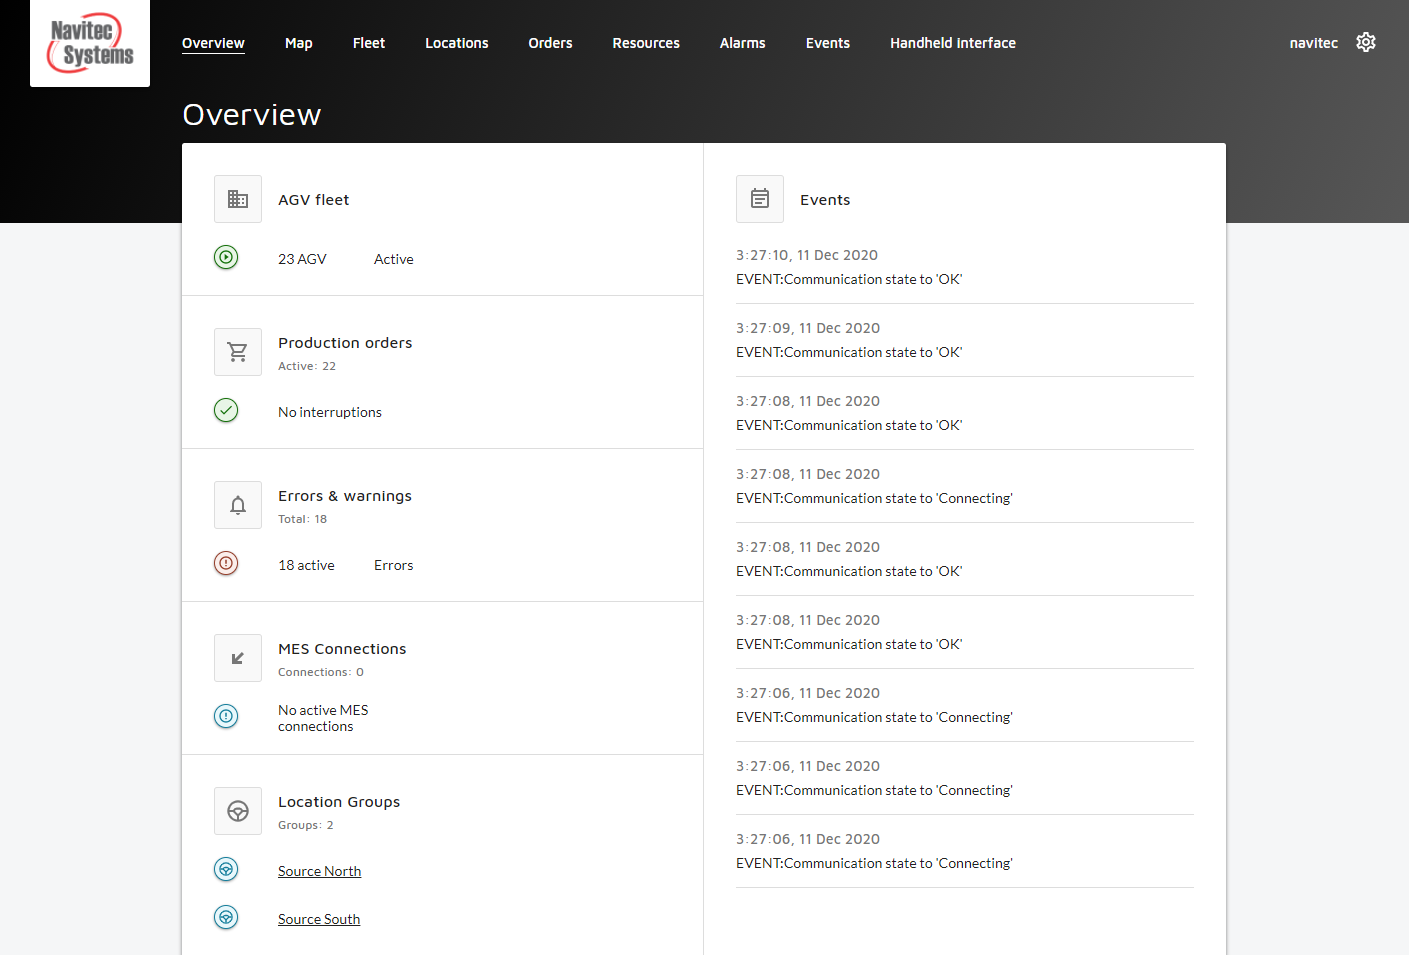 Navitec
Systems
Overview Map Fleet Locations Orders Resources Alarms Events Handheld interface navitec
Overview
AGV fleet
23 AGV Active
Production orders
Active: 22
No interruptions
Errors & warnings
Total: 18
18 active Errors
MES Connections
Connections: 0
No active MES
connections
Location Groups
Groups: 2
Source North
Source South
Events
3:27:10, 11 Dec 2020
EVENT:Communication state to 'OK'
3:27:09, 11 Dec 2020
EVENT:Communication state to 'OK'
3:27:08, 11 Dec 2020
EVENT:Communication state to 'OK'
3:27:08, 11 Dec 2020
EVENT:Communication state to 'Connecting'
3:27:08, 11 Dec 2020
EVENT:Communication state to 'OK'
3:27:08, 11 Dec 2020
EVENT:Communication state to 'OK'
3:27:06, 11 Dec 2020
EVENT:Communication state to 'Connecting'
3:27:06, 11 Dec 2020
EVENT:Communication state to 'Connecting'
3:27:06, 11 Dec 2020
EVENT:Communication state to 'Connecting'